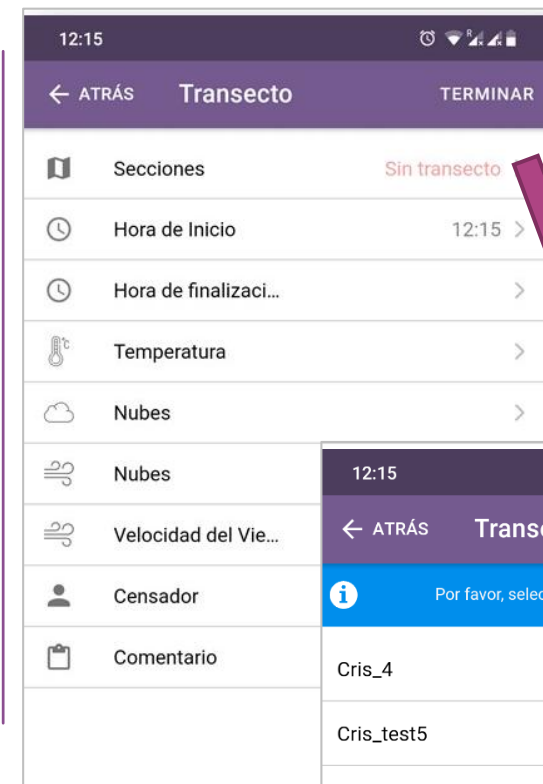 12:15
← ATRÁS Transecto TERMINAR
Secciones Sin transecto
Hora de Inicio 12:15 >
Hora de finalizaci... >
Temperatura >
Nubes >
Nubes
Velocidad del Vie...
Censador
Comentario
12:15
← ATRÁS
Por favor,
Cris_4
Cris_test5